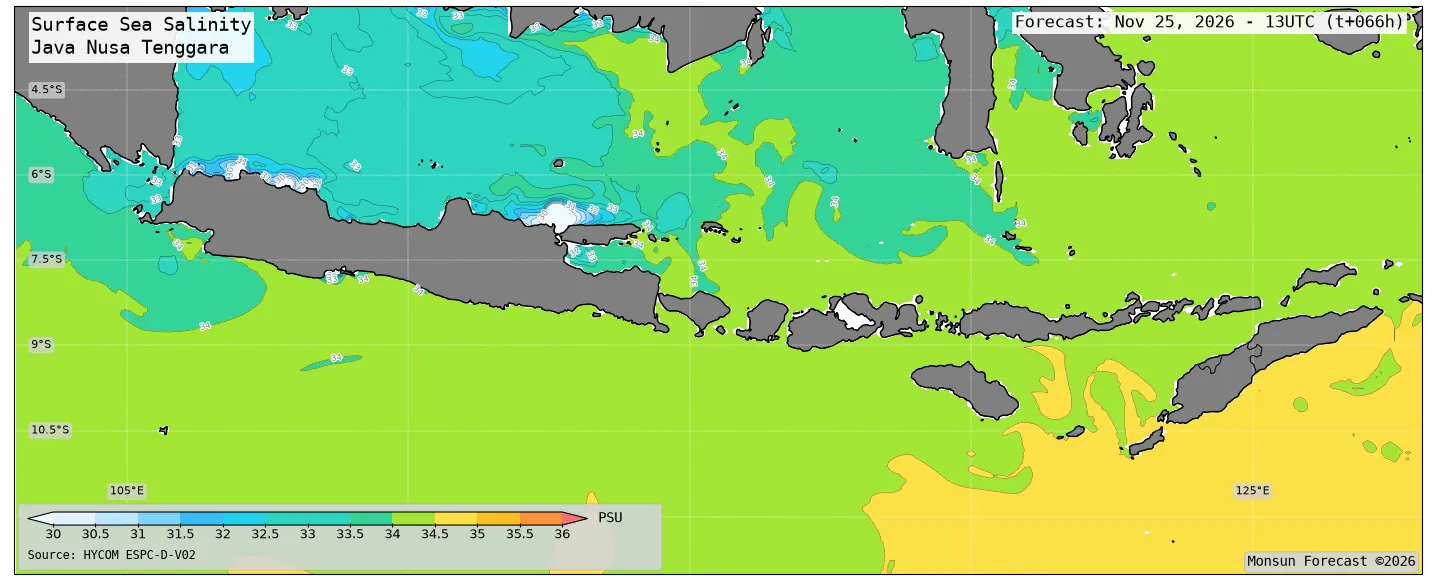 Surface Sea Salinity
Java Nusa Tenggara
Forecast: Nov 25, 2026 - 13UTC (t+066h)
4.5°S
6°S
7.5°S
9°S
10.5°S
105°E
125°E
30 30.5 31 31.5 32 32.5 33 33.5 34 34.5 35 35.5 36 PSU
Source: HYCOM ESPC-D-V02
Monsun Forecast ©2026